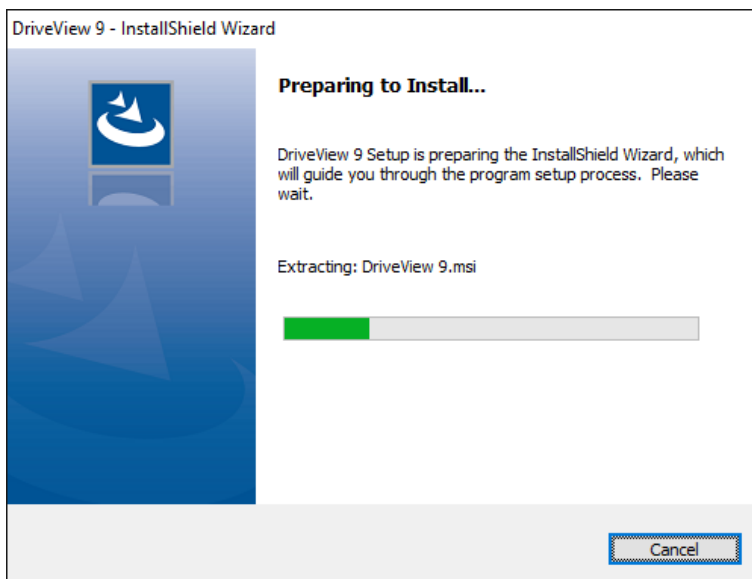 DriveView 9 - InstallShield Wizard
Preparing to Install...
DriveView 9 Setup is preparing the InstallShield Wizard, which
will guide you through the program setup process.  Please
wait.
Extracting: DriveView 9.msi
Cancel